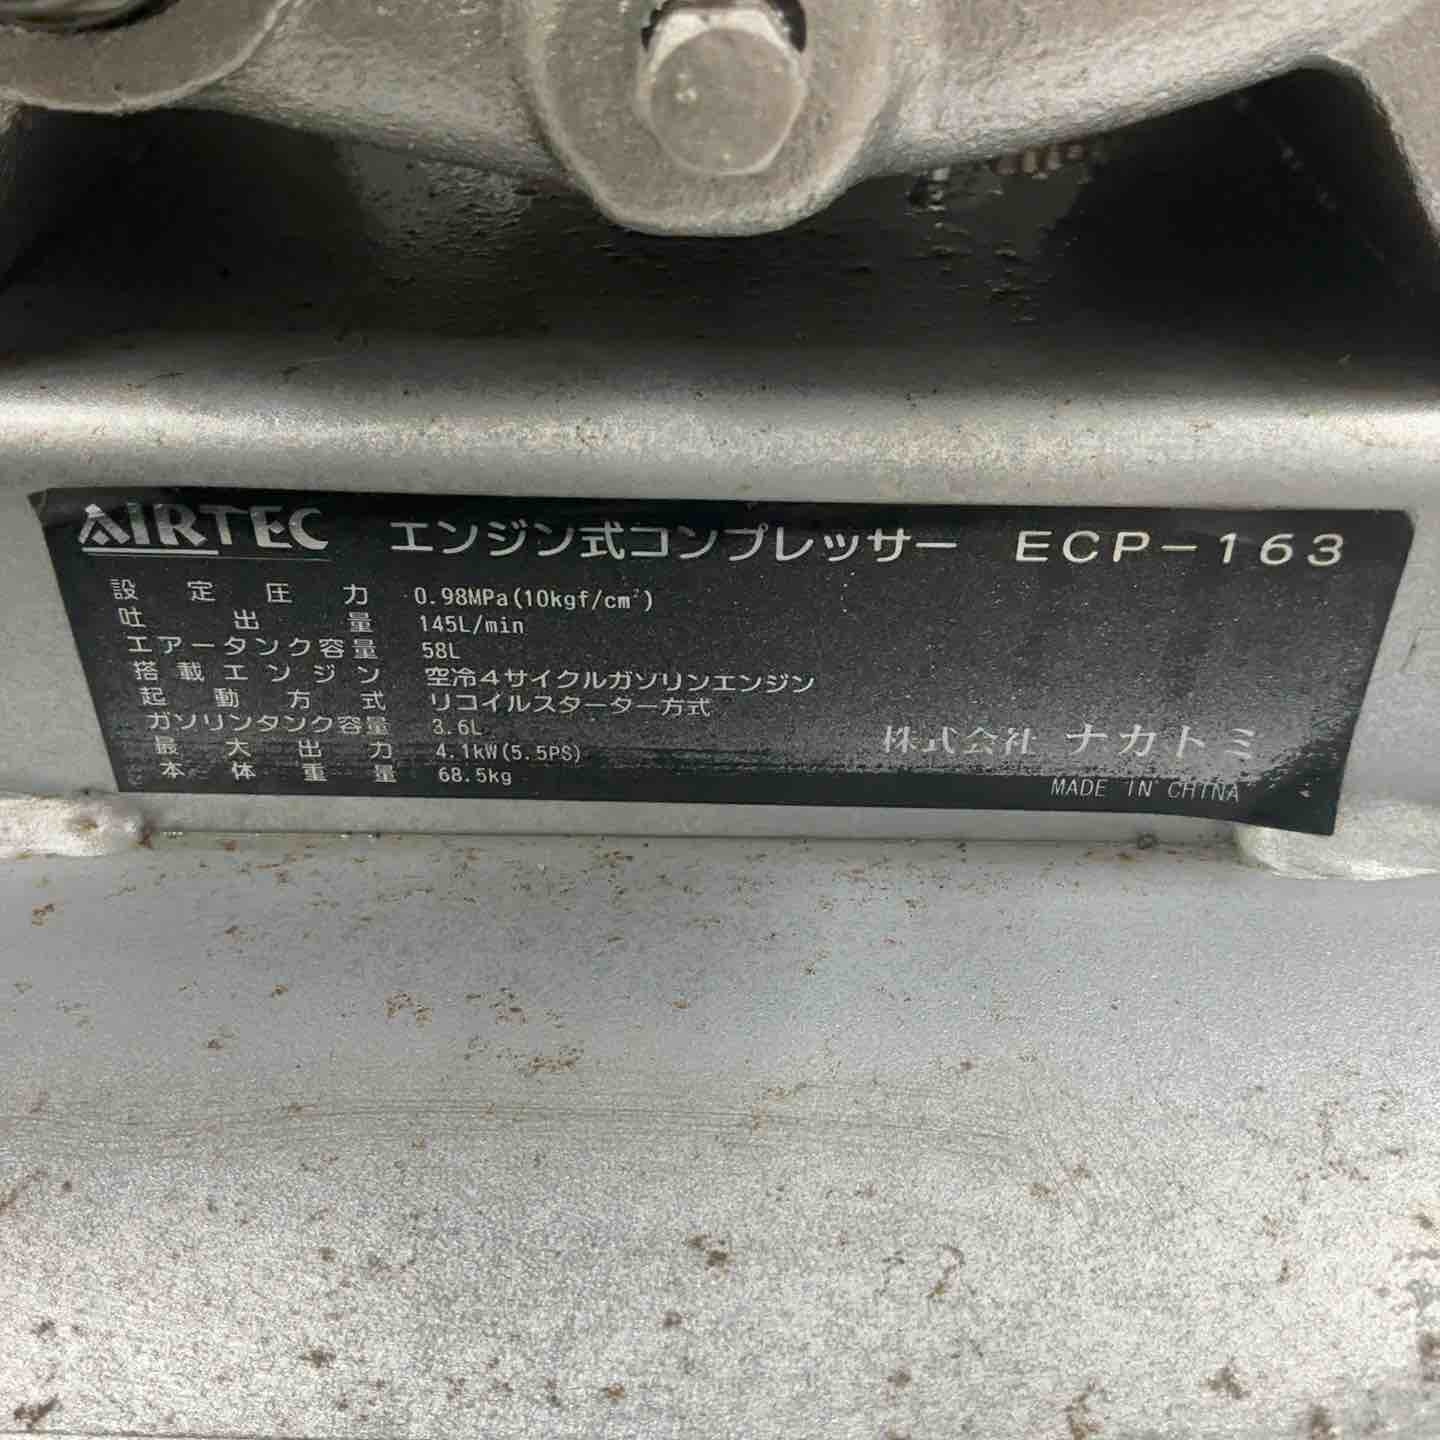 AIRTEC エンジン式コンプレッサー ECP-163
設定圧力 0.98MPa(10kgf/cm²)
吐出量 145L/min
エアータンク容量 58L
搭載エンジン 空冷4サイクルガソリンエンジン
起動方式 リコイルスターター方式
ガソリンタンク容量 3.6L
最大出力 4.1kW(5.5PS)
本体重量 68.5kg
株式会社 ナカトミ
MADE IN CHINA